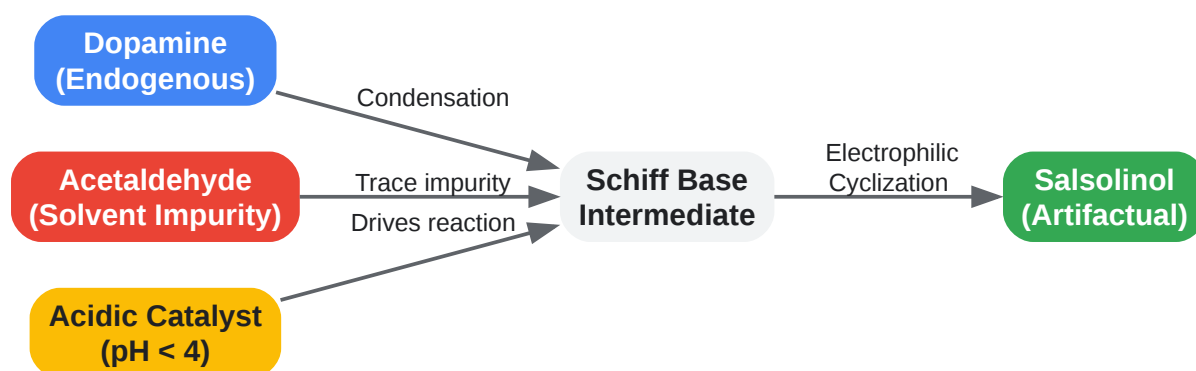 Dopamine
(Endogenous)
Condensation
Acetaldehyde
(Solvent Impurity)
Trace impurity
Drives reaction
Acidic Catalyst
(pH < 4)
Schiff Base
Intermediate
Electrophilic
Cyclization
Salsolinol
(Artifactual)